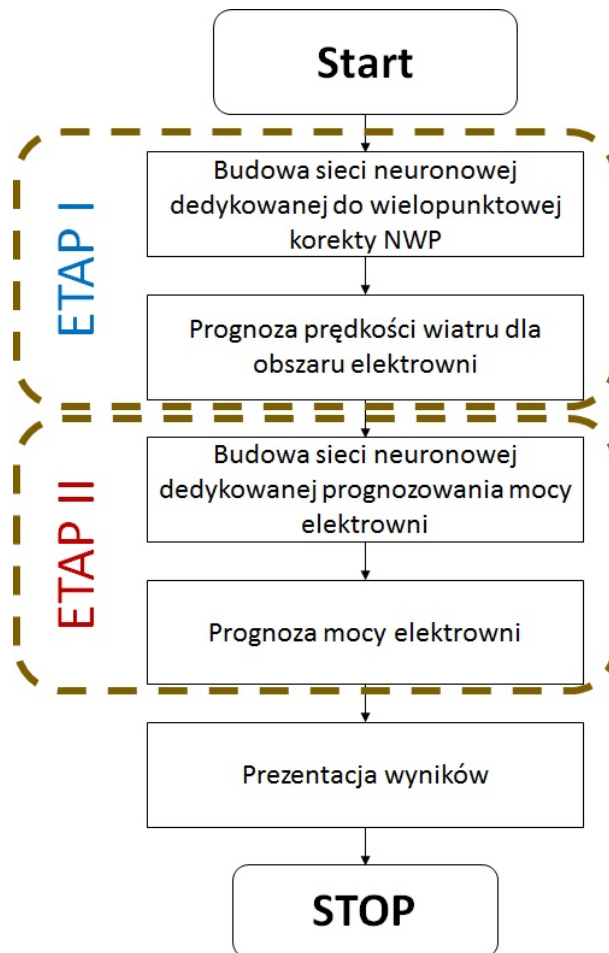 Start
ETAP I
Budowa sieci neuronowej
dedykowanej do wielopunktowej
korekty NWP
Prognoza prędkości wiatru dla
obszaru elektrowni
ETAP II
Budowa sieci neuronowej
dedykowanej prognozowania mocy
elektrowni
Prognoza mocy elektrowni
Prezentacja wyników
STOP